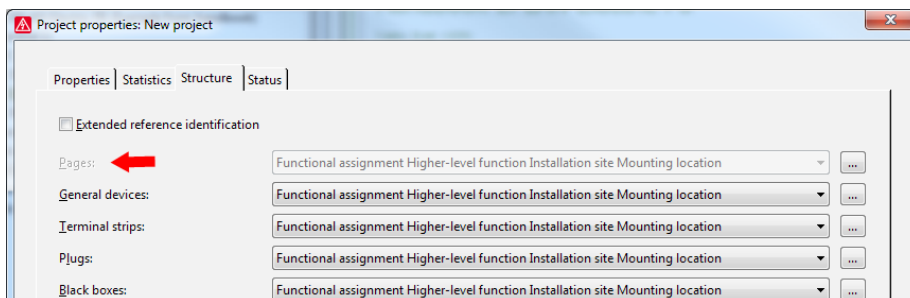 Project properties: New project
Properties Statistics Structure Status
Extended reference identification
Pages: Functional assignment Higher-level function Installation site Mounting location ...
General devices: Functional assignment Higher-level function Installation site Mounting location ...
Terminal strips: Functional assignment Higher-level function Installation site Mounting location ...
Plugs: Functional assignment Higher-level function Installation site Mounting location ...
Black boxes: Functional assignment Higher-level function Installation site Mounting location ...